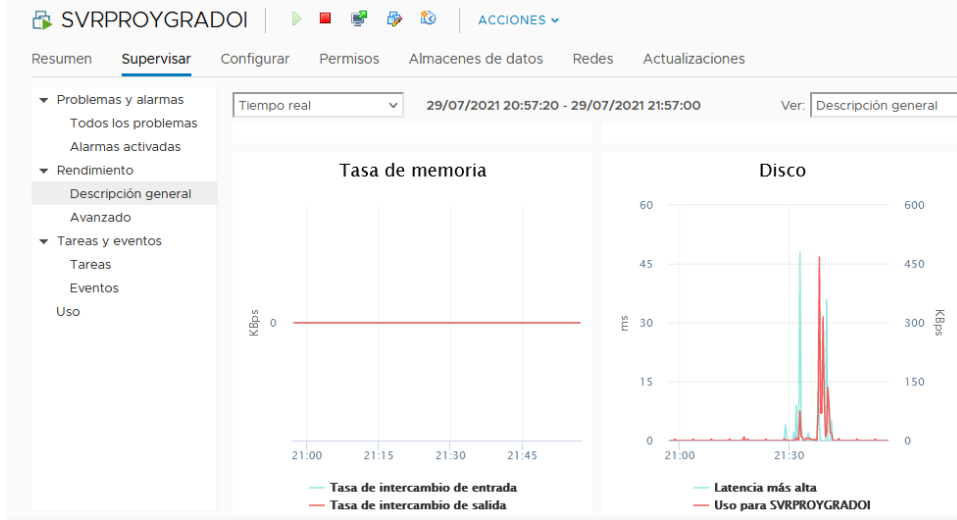 SVRPROYGRADOI
ACCIONES
Resumen Supervisar Configurar Permisos Almacenes de datos Redes Actualizaciones
Problemas y alarmas
Todos los problemas
Alarmas activadas
Rendimiento
Descripción general
Avanzado
Tareas y eventos
Tareas
Eventos
Uso
Tiempo real 29/07/2021 20:57:20 - 29/07/2021 21:57:00 Ver: Descripción general
Tasa de memoria
KBps
0
21:00 21:15 21:30 21:45
Tasa de intercambio de entrada
Tasa de intercambio de salida
Disco
60 600
45 450
ms 30 300 KBps
15 150
0 0
21:00 21:30
Latencia más alta
Uso para SVRPROYGRADOI